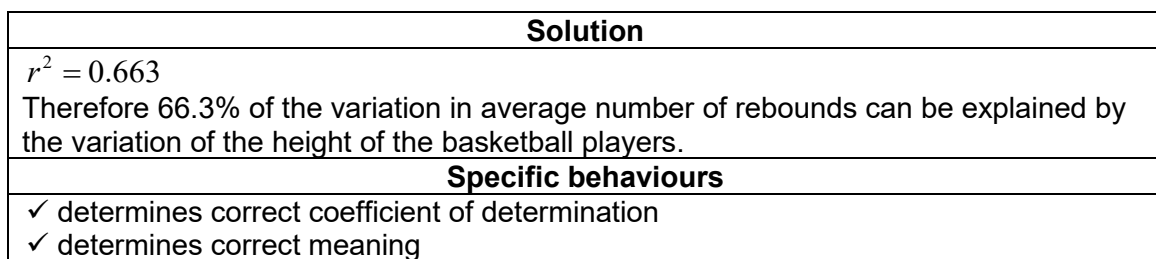 Solution
r² = 0.663
Therefore 66.3% of the variation in average number of rebounds can be explained by
the variation of the height of the basketball players.
Specific behaviours
✓ determines correct coefficient of determination
✓ determines correct meaning